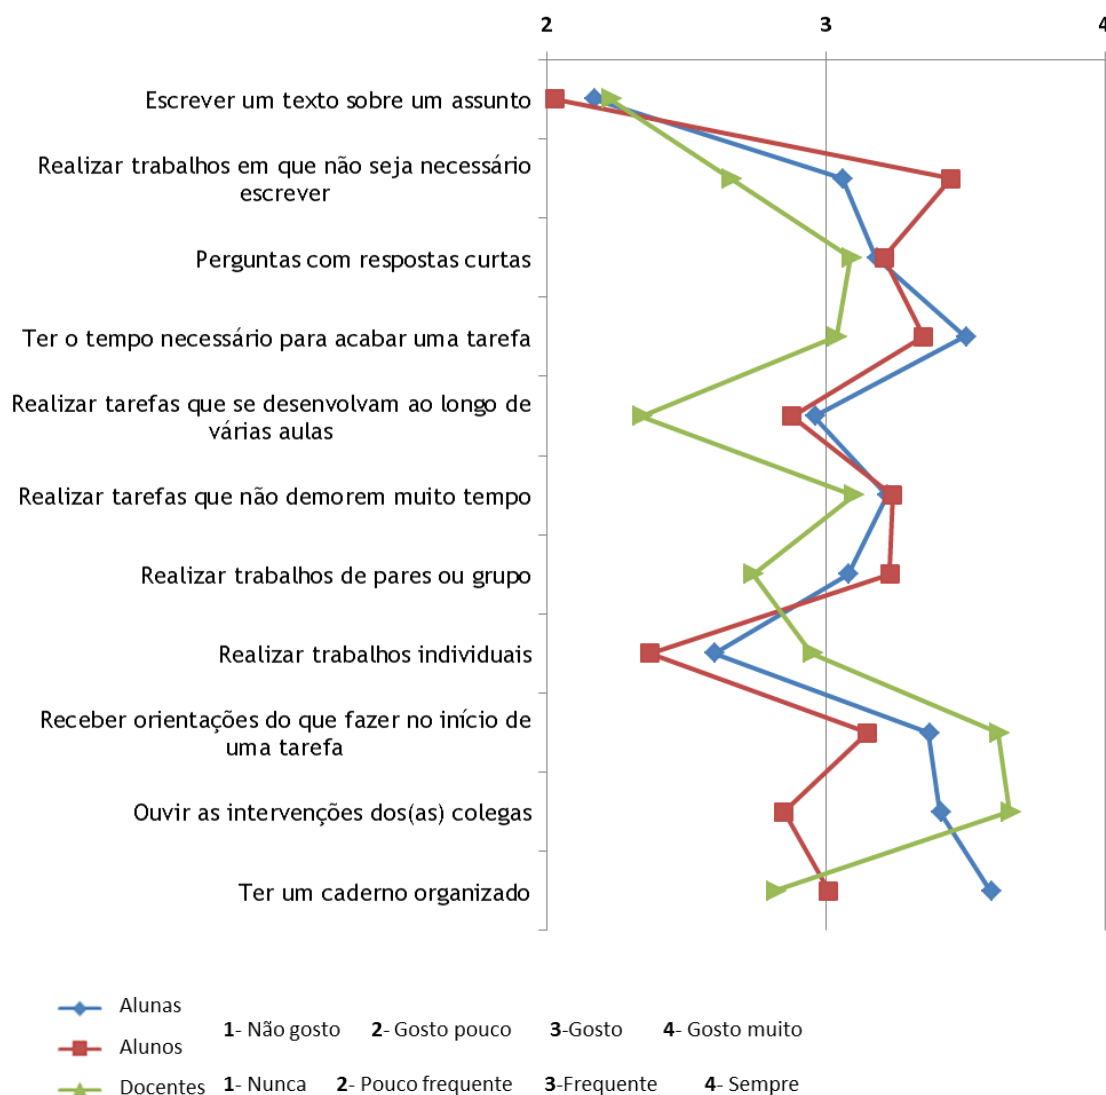 2 3 4
Escrever um texto sobre um assunto
Realizar trabalhos em que não seja necessário
escrever
Perguntas com respostas curtas
Ter o tempo necessário para acabar uma tarefa
Realizar tarefas que se desenvolvam ao longo de
várias aulas
Realizar tarefas que não demorem muito tempo
Realizar trabalhos de pares ou grupo
Realizar trabalhos individuais
Receber orientações do que fazer no início de
uma tarefa
Ouvir as intervenções dos(as) colegas
Ter um caderno organizado
Alunas
1- Não gosto 2- Gosto pouco 3-Gosto 4- Gosto muito
Alunos
Docentes 1- Nunca 2- Pouco frequente 3-Frequente 4- Sempre